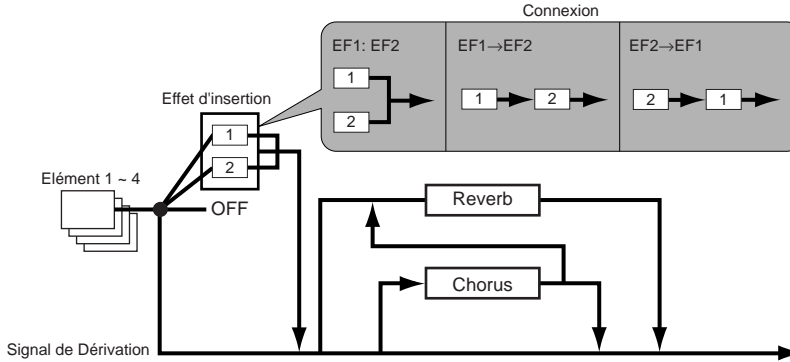 Connexion
EF1: EF2
EF1→EF2
EF2→EF1
1
2
1
2
2
1
Effet d'insertion
1
2
Elément 1 ~ 4
OFF
Reverb
Chorus
Signal de Dérivation